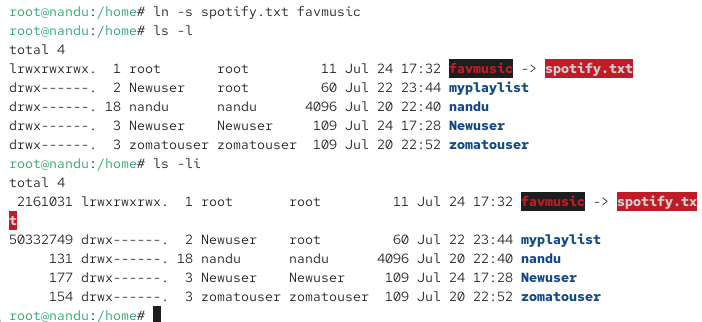 root@nandu:/home# ln -s spotify.txt favmusic
root@nandu:/home# ls -l
total 4
lrwxrwxrwx.  1 root       root         11 Jul 24 17:32 favmusic -> spotify.txt
drwx------.  2 Newuser    root         60 Jul 22 23:44 myplaylist
drwx------. 18 nandu      nandu      4096 Jul 20 22:40 nandu
drwx------.  3 Newuser    Newuser     109 Jul 24 17:28 Newuser
drwx------.  3 zomatouser zomatouser  109 Jul 20 22:52 zomatouser
root@nandu:/home# ls -li
total 4
 2161031 lrwxrwxrwx.  1 root       root         11 Jul 24 17:32 favmusic -> spotify.tx
t
50332749 drwx------.  2 Newuser    root         60 Jul 22 23:44 myplaylist
     131 drwx------. 18 nandu      nandu      4096 Jul 20 22:40 nandu
     177 drwx------.  3 Newuser    Newuser     109 Jul 24 17:28 Newuser
     154 drwx------.  3 zomatouser zomatouser  109 Jul 20 22:52 zomatouser
root@nandu:/home#